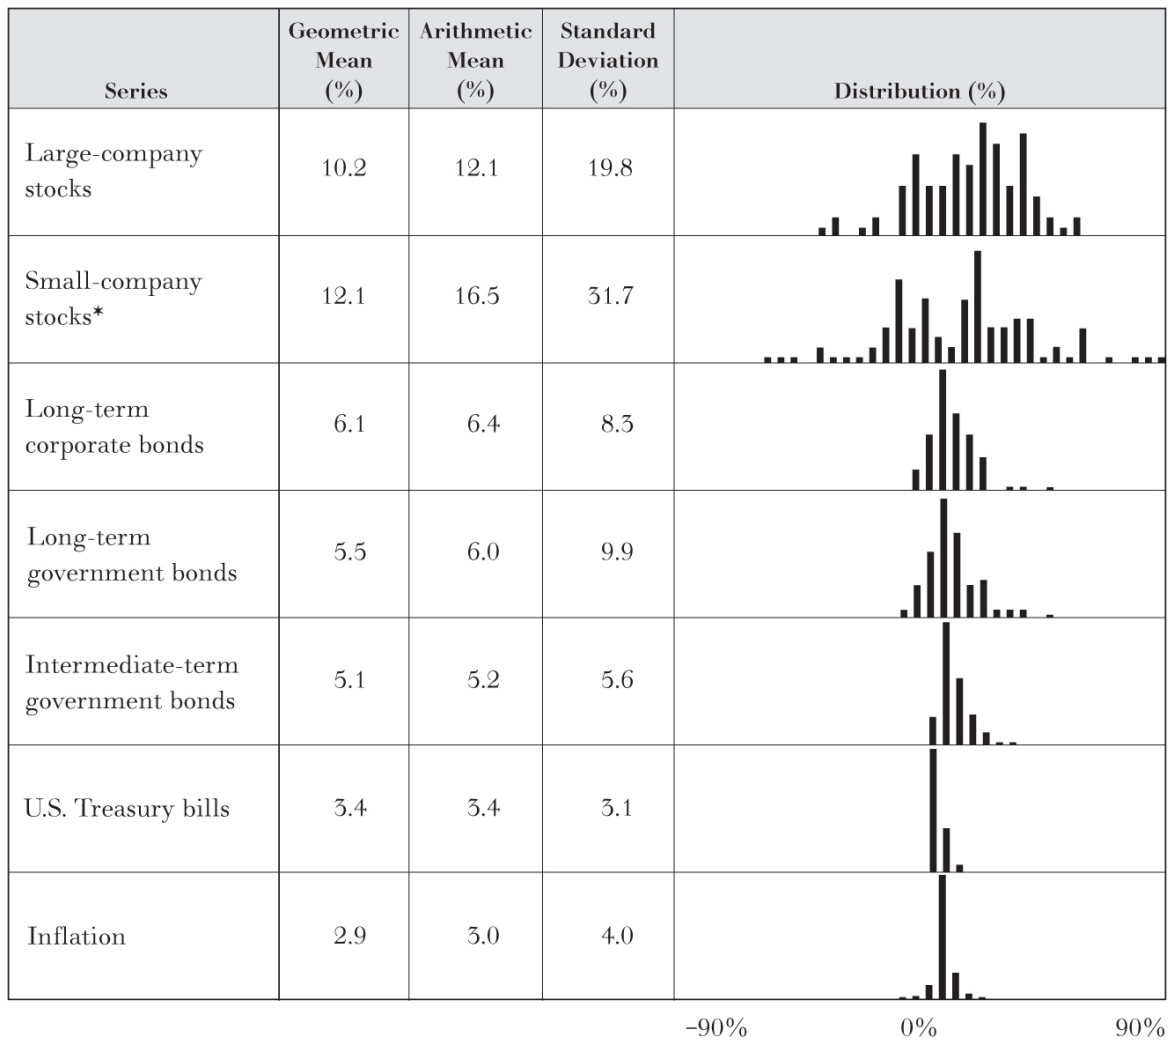 Series
Geometric
Mean
(%)
Arithmetic
Mean
(%)
Standard
Deviation
(%)
Distribution (%)
Large-company
stocks
10.2
12.1
19.8
Small-company
stocks*
12.1
16.5
31.7
Long-term
corporate bonds
6.1
6.4
8.3
Long-term
government bonds
5.5
6.0
9.9
Intermediate-term
government bonds
5.1
5.2
5.6
U.S. Treasury bills
3.4
3.4
3.1
Inflation
2.9
3.0
4.0
−90%
0%
90%